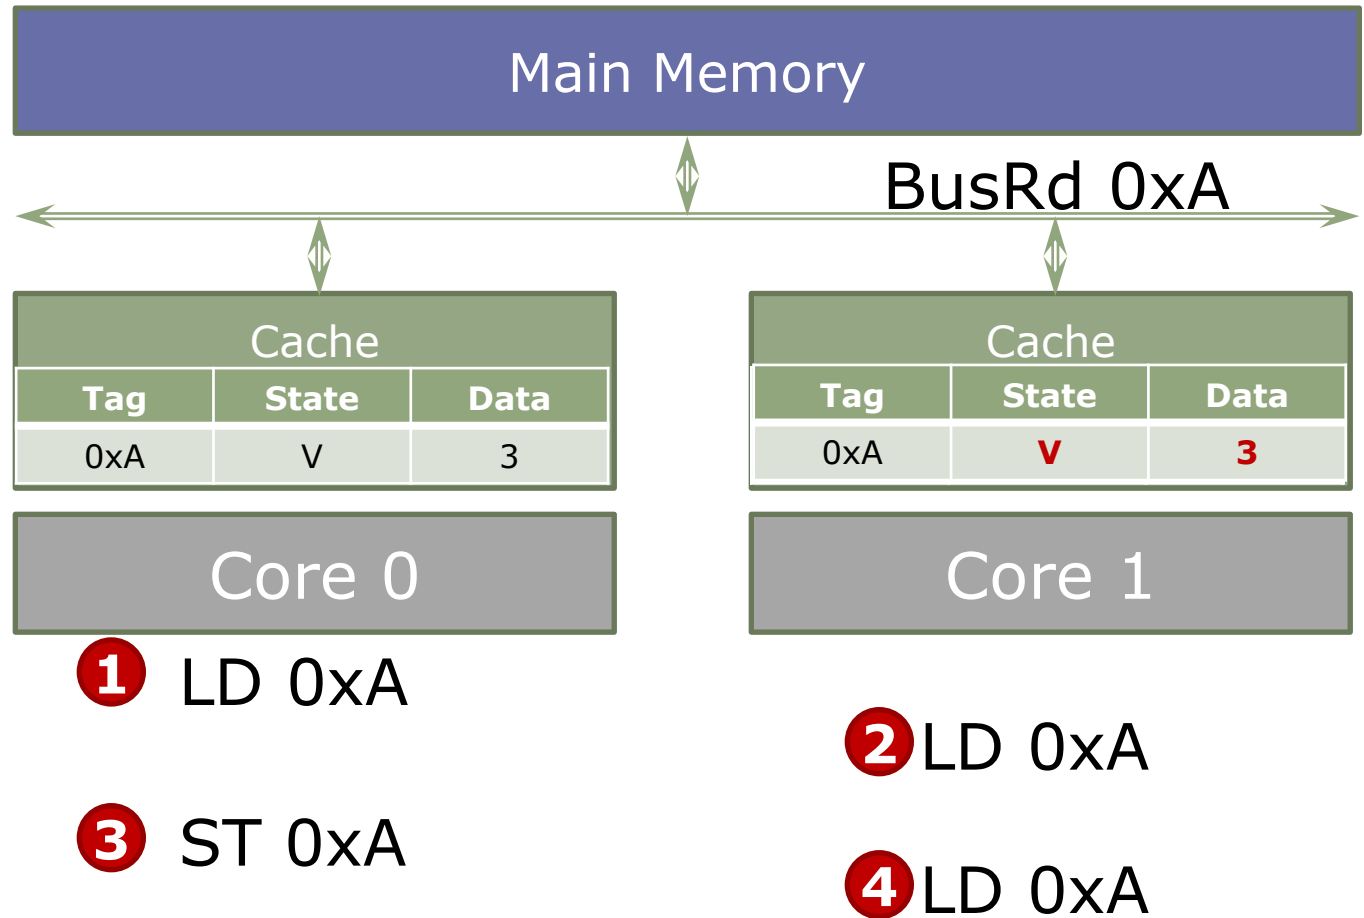 Main Memory
BusRd 0xA
Cache
Tag State Data
0xA V 3
Cache
Tag State Data
0xA V 3
Core 0
Core 1
1 LD 0xA
2 LD 0xA
3 ST 0xA
4 LD 0xA